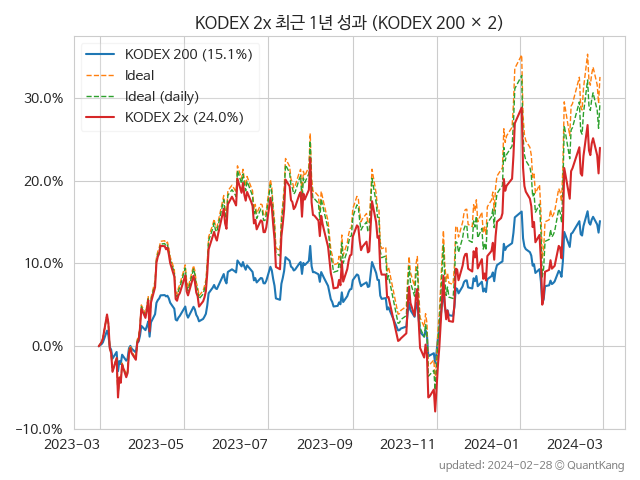 KODEX 2x 최근 1년 성과 (KODEX 200 × 2)
KODEX 200 (15.1%)
Ideal
Ideal (daily)
KODEX 2x (24.0%)
30.0%
20.0%
10.0%
0.0%
−10.0%
2023-03
2023-05
2023-07
2023-09
2023-11
2024-01
2024-03
updated: 2024-02-28 ⓒ QuantKang